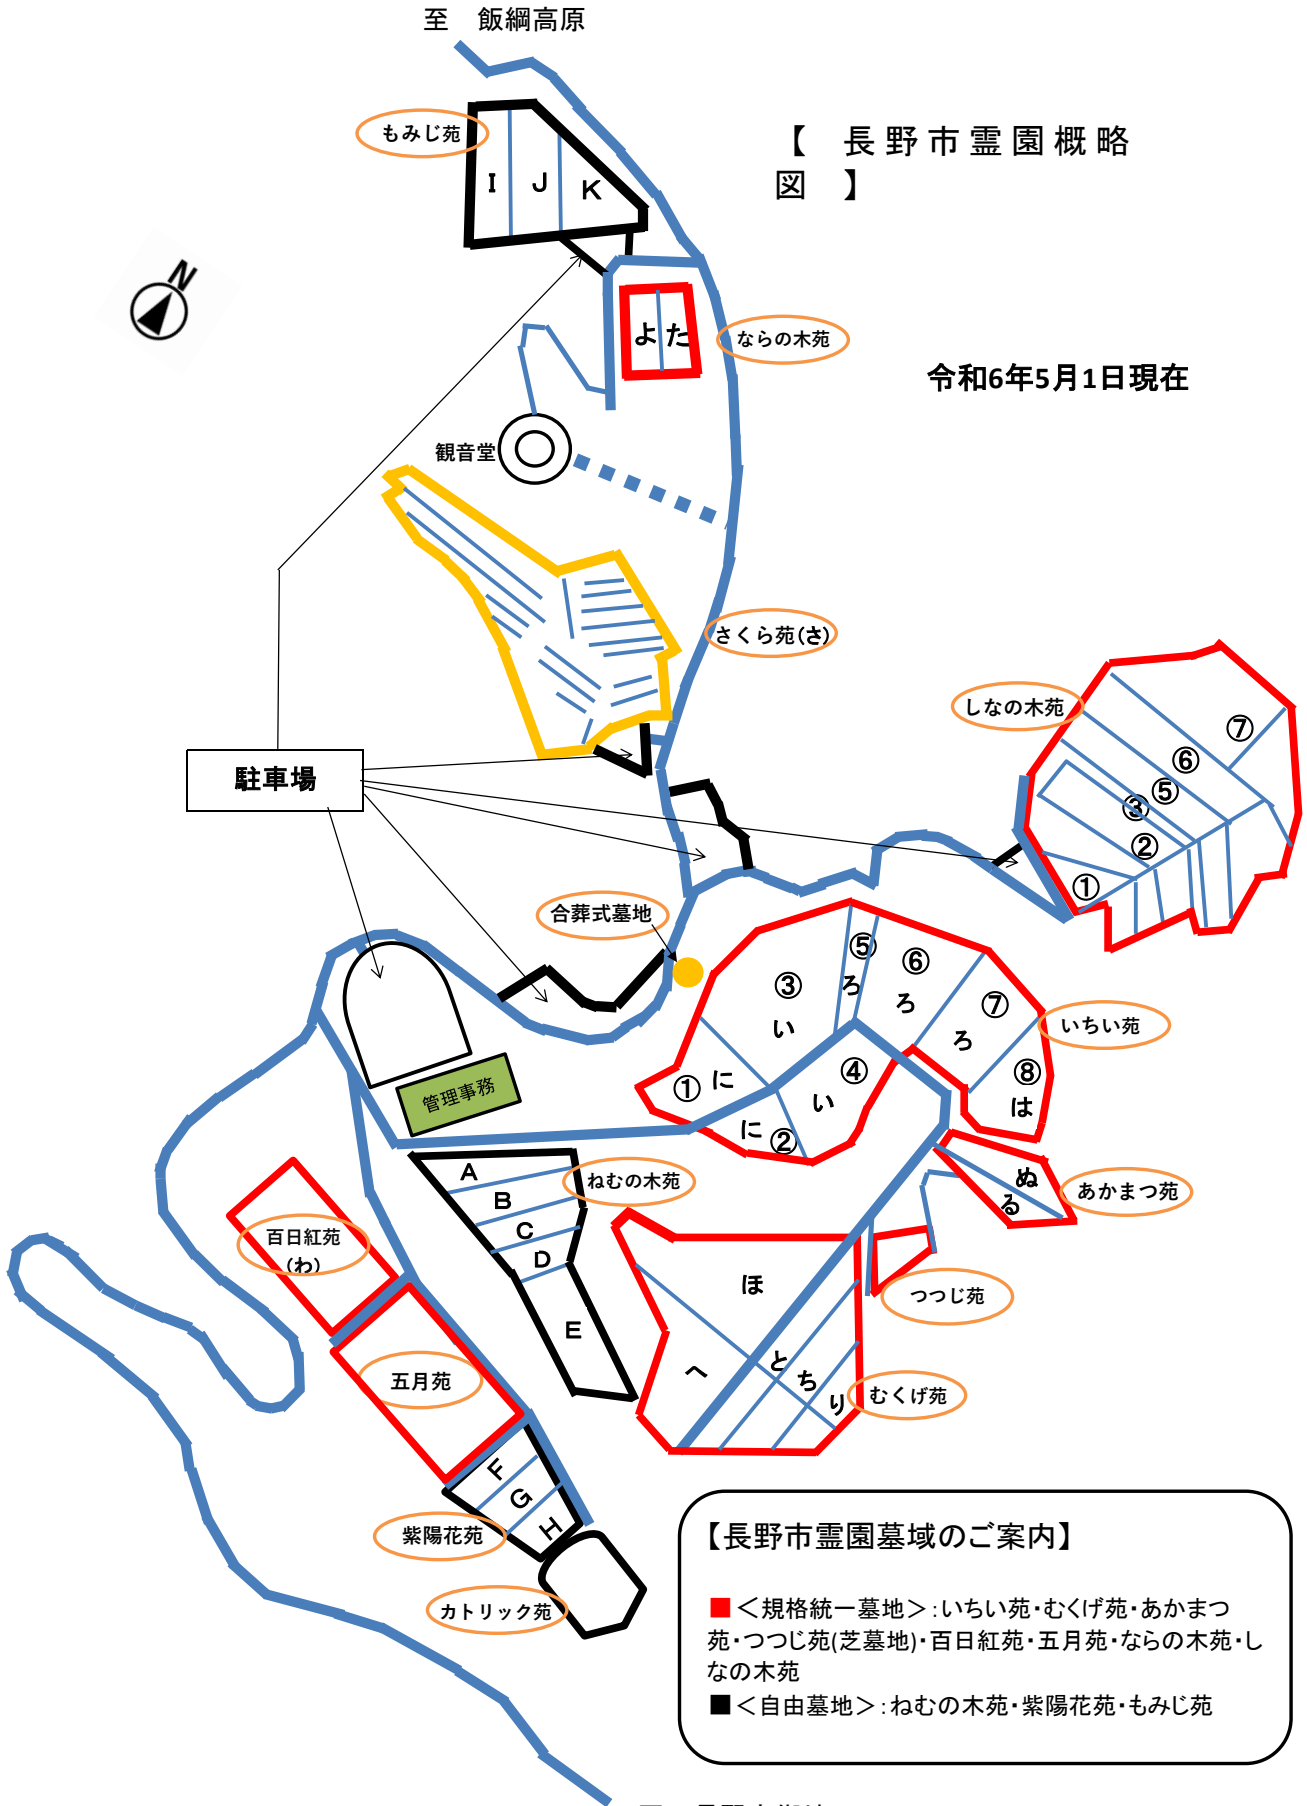 至　飯綱高原
もみじ苑
【　長野市霊園概略
図　】
I
J
K
N
よ
た
ならの木苑
令和6年5月1日現在
観音堂
さくら苑(さ)
しなの木苑
⑦
⑥
⑤
③
②
①
駐車場
合葬式墓地
⑤
ろ
⑥
ろ
③
い
⑦
ろ
いちい苑
④
い
⑧
は
①
に
に
②
管理事務
A
B
C
D
E
ねむの木苑
ぬ
る
あかまつ苑
百日紅苑
(わ)
ほ
つつじ苑
へ
と
ち
り
むくげ苑
五月苑
F
G
H
紫陽花苑
カトリック苑
【長野市霊園墓域のご案内】
■＜規格統一墓地＞:いちい苑・むくげ苑・あかまつ
苑・つつじ苑(芝墓地)・百日紅苑・五月苑・ならの木苑・し
なの木苑
■＜自由墓地＞:ねむの木苑・紫陽花苑・もみじ苑